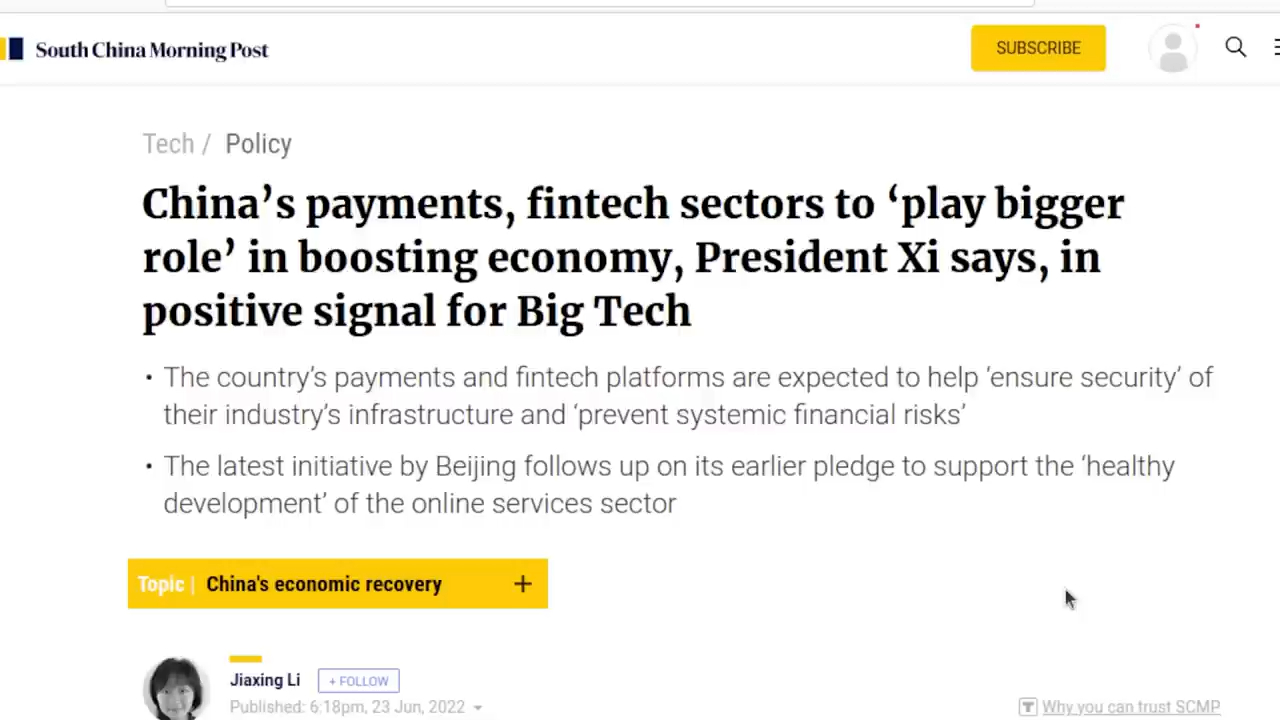 South China Morning Post
SUBSCRIBE
Tech / Policy
China’s payments, fintech sectors to ‘play bigger
role’ in boosting economy, President Xi says, in
positive signal for Big Tech
• The country’s payments and fintech platforms are expected to help ‘ensure security’ of
their industry’s infrastructure and ‘prevent systemic financial risks’
• The latest initiative by Beijing follows up on its earlier pledge to support the ‘healthy
development’ of the online services sector
Topic | China's economic recovery +
Jiaxing Li + FOLLOW
Published: 6:18pm, 23 Jun, 2022
T Why you can trust SCMP